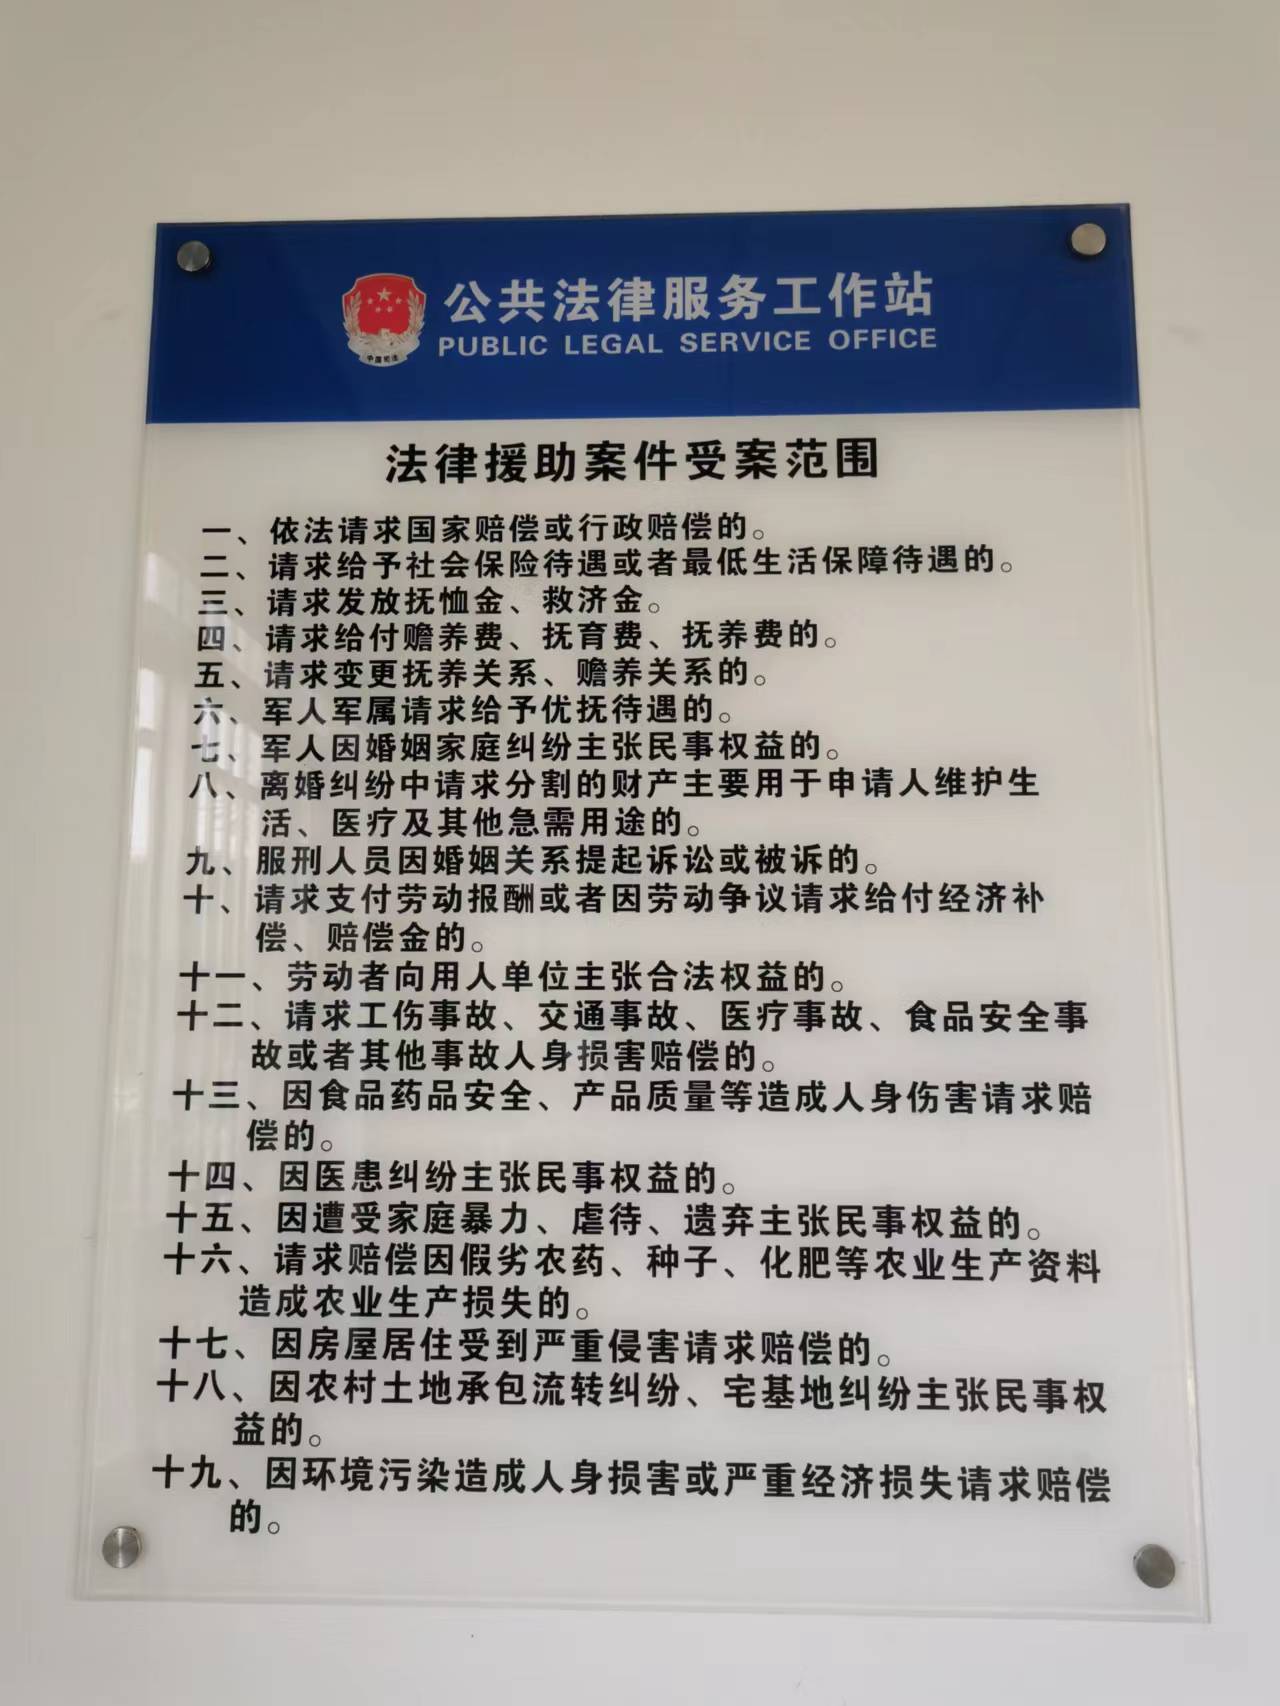 公共法律服务工作站
PUBLIC LEGAL SERVICE OFFICE
中国司法
法律援助案件受案范围
一、依法请求国家赔偿或行政赔偿的。
二、请求给予社会保险待遇或者最低生活保障待遇的。
三、请求发放抚恤金、救济金。
四、请求给付赡养费、抚育费、抚养费的。
五、请求变更抚养关系、赡养关系的。
六、军人军属请求给予优抚待遇的。
七、军人因婚姻家庭纠纷主张民事权益的。
八、离婚纠纷中请求分割的财产主要用于申请人维护生
活、医疗及其他急需用途的。
九、服刑人员因婚姻关系提起诉讼或被诉的。
十、请求支付劳动报酬或者因劳动争议请求给付经济补
偿、赔偿金的。
十一、劳动者向用人单位主张合法权益的。
十二、请求工伤事故、交通事故、医疗事故、食品安全事
故或者其他事故人身损害赔偿的。
十三、因食品药品安全、产品质量等造成人身伤害请求赔
偿的。
十四、因医患纠纷主张民事权益的。
十五、因遭受家庭暴力、虐待、遗弃主张民事权益的。
十六、请求赔偿因假劣农药、种子、化肥等农业生产资料
造成农业生产损失的。
十七、因房屋居住受到严重侵害请求赔偿的。
十八、因农村土地承包流转纠纷、宅基地纠纷主张民事权
益的。
十九、因环境污染造成人身损害或严重经济损失请求赔偿
的。